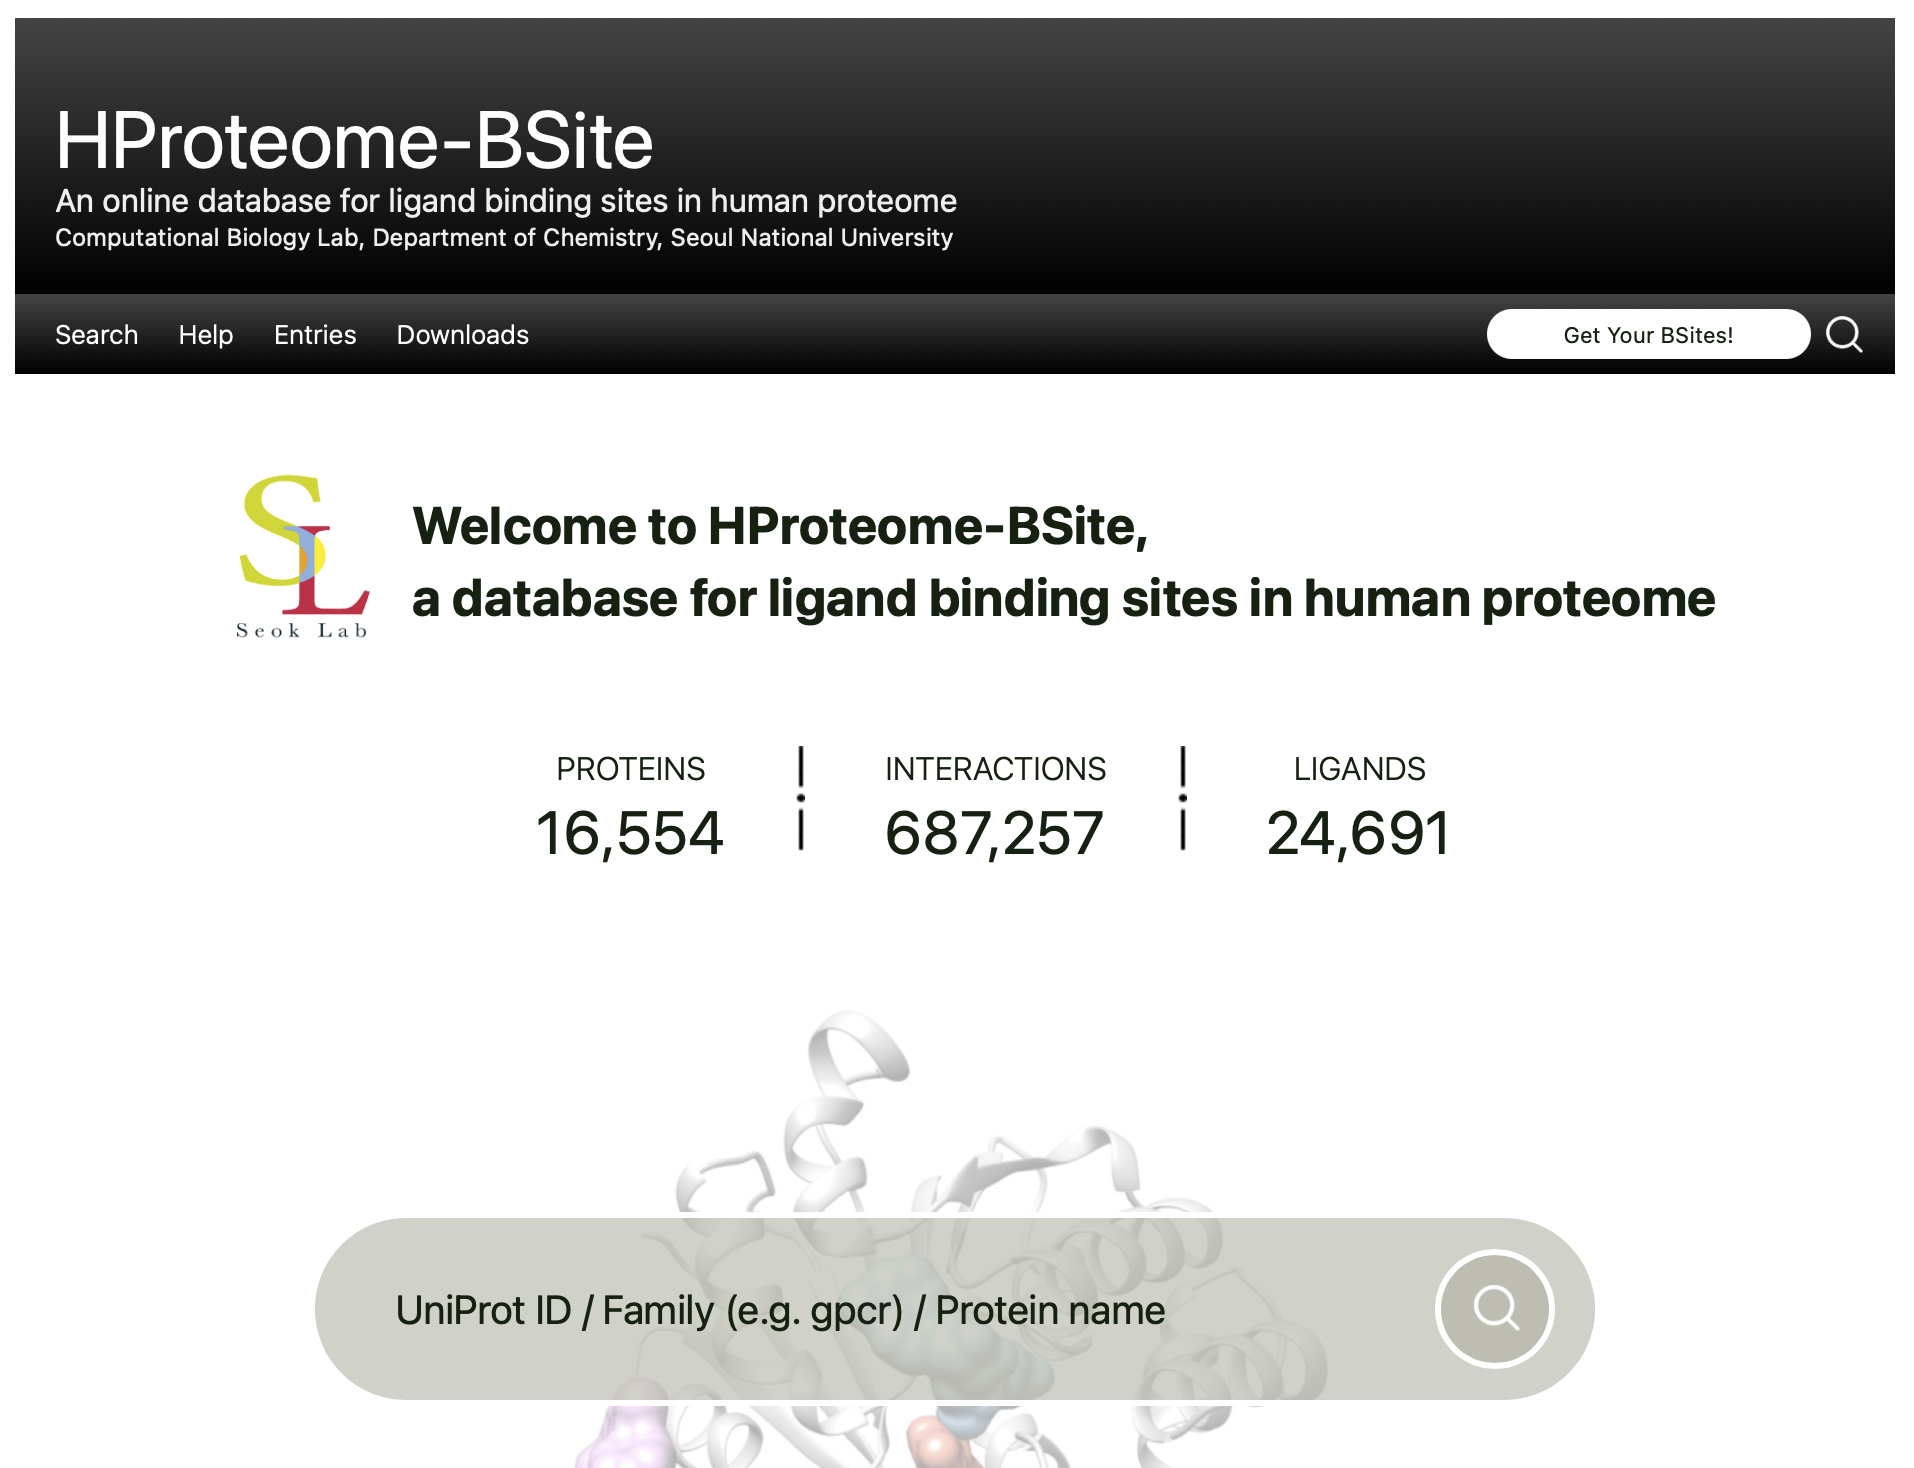 HProteome-BSite
An online database for ligand binding sites in human proteome
Computational Biology Lab, Department of Chemistry, Seoul National University
Search Help Entries Downloads Get Your BSites!
SL
Seok Lab
Welcome to HProteome-BSite,
a database for ligand binding sites in human proteome
PROTEINS INTERACTIONS LIGANDS
16,554 687,257 24,691
UniProt ID / Family (e.g. gpcr) / Protein name